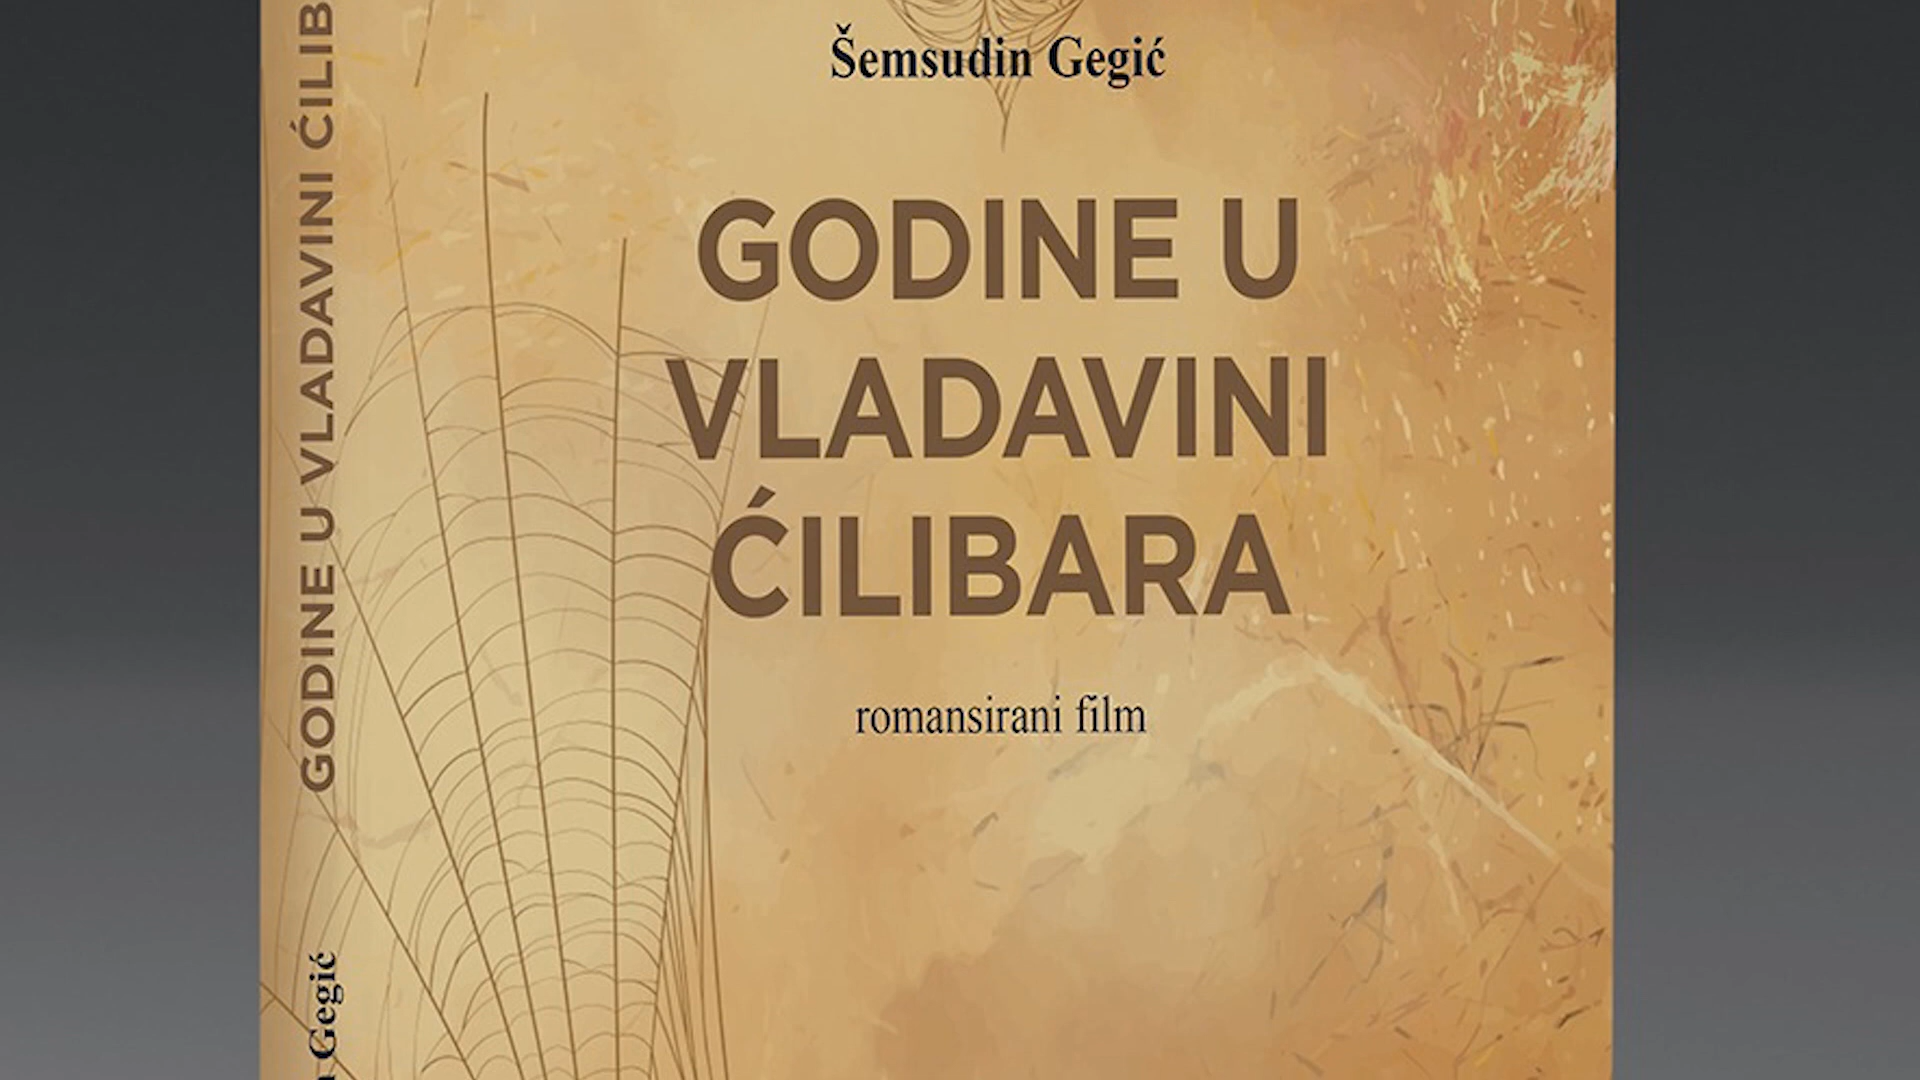 Šemsudin Gegić
GODINE U
VLADAVINI
ĆILIBARA
romansirani film
GODINE U VLADAVINI ĆILIB
Gegić